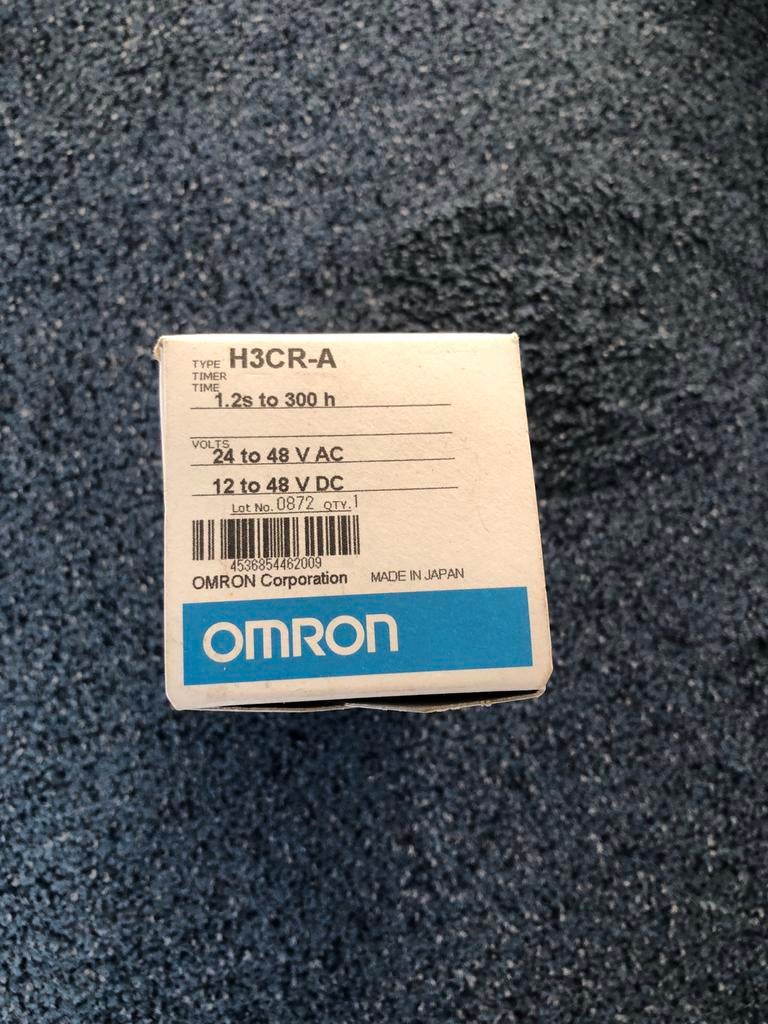 TYPE H3CR-A
TIMER
TIME
1.2s to 300 h
VOLTS
24 to 48 V AC
12 to 48 V DC
Lot No. 0872 QTY. 1
4536854462009
OMRON Corporation MADE IN JAPAN
OMRON